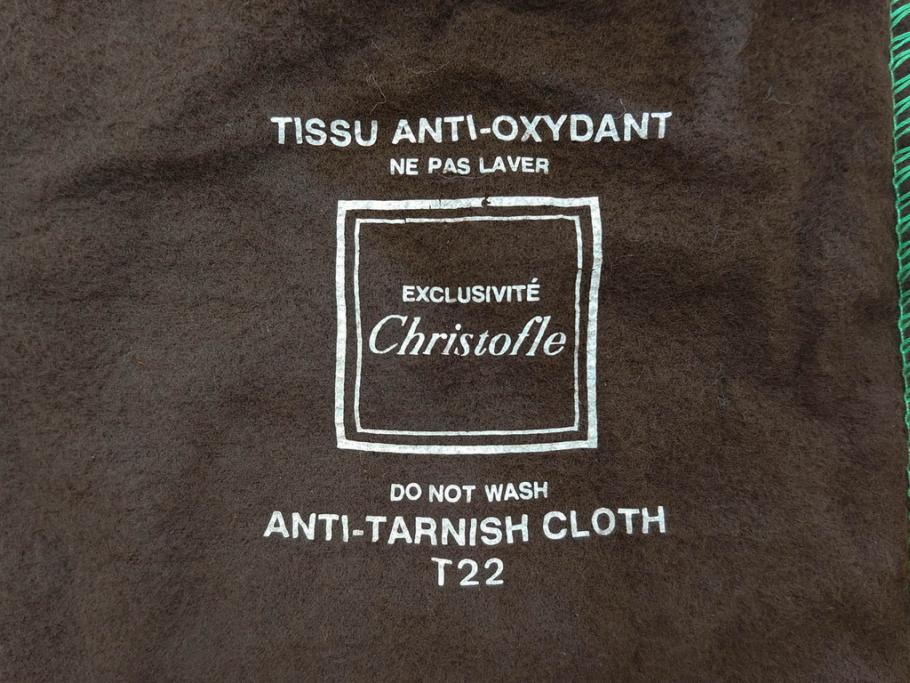 TISSU ANTI-OXYDANT
NE PAS LAVER
EXCLUSIVITÉ
Christofle
DO NOT WASH
ANTI-TARNISH CLOTH
T22